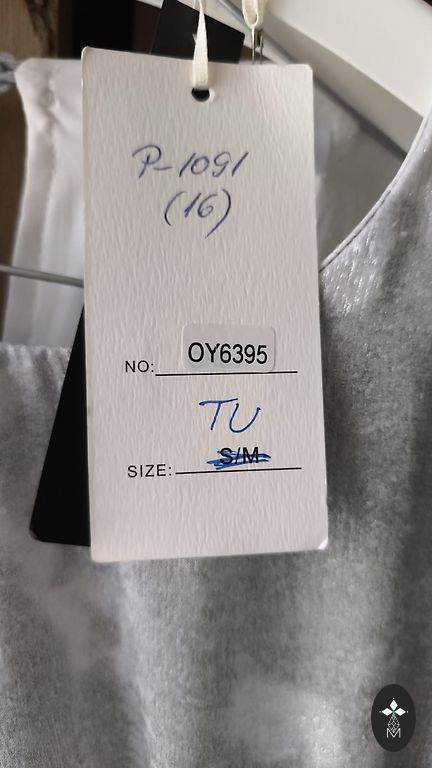 P-1091
(16)
NO: OY6395
TU
SIZE: S/M
M